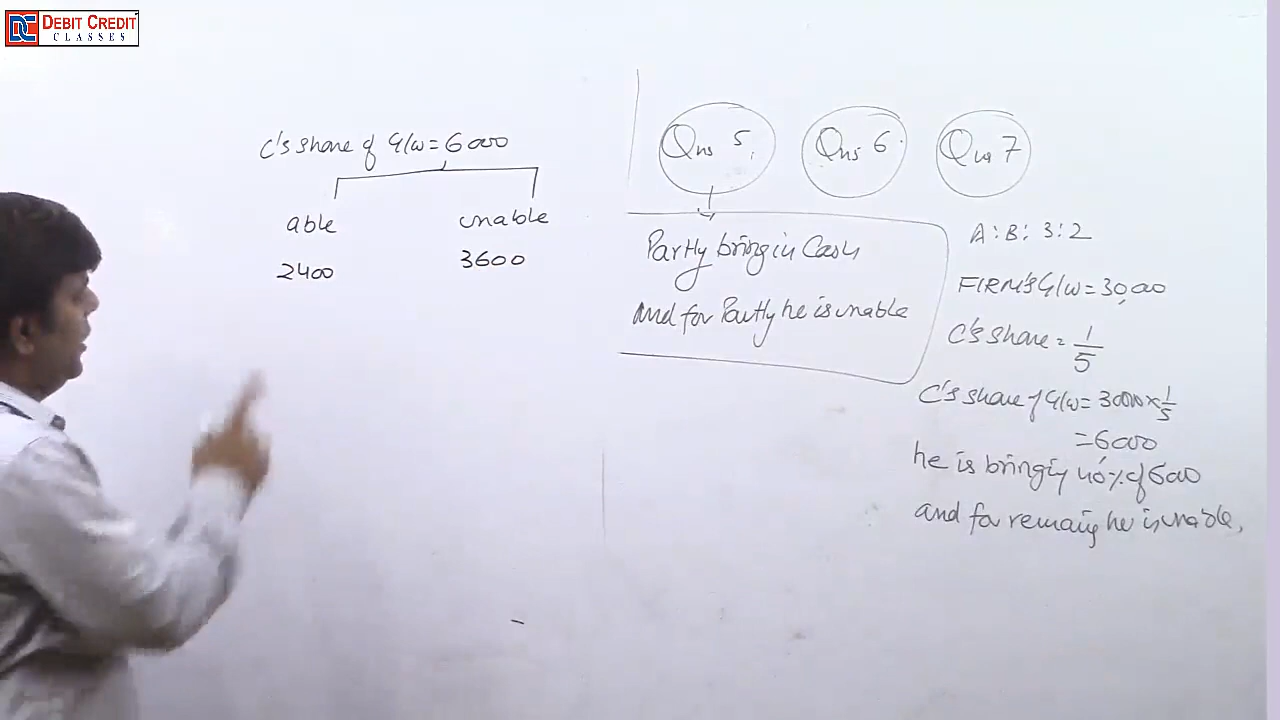 DEBIT CREDIT
CLASSES
C's share of G/w = 6000
able
unable
2400
3600
Qns 5.
Qns 6.
Qns 7
Partly bring in Cash
and for Partly he is unable
A : B : 3 : 2
FIRM'S G/w = 30,000
C's share = 1/5
C's share of G/w = 30000 x 1/5
= 6000
he is bringing 40% of 6000
and for remaing he is unable,